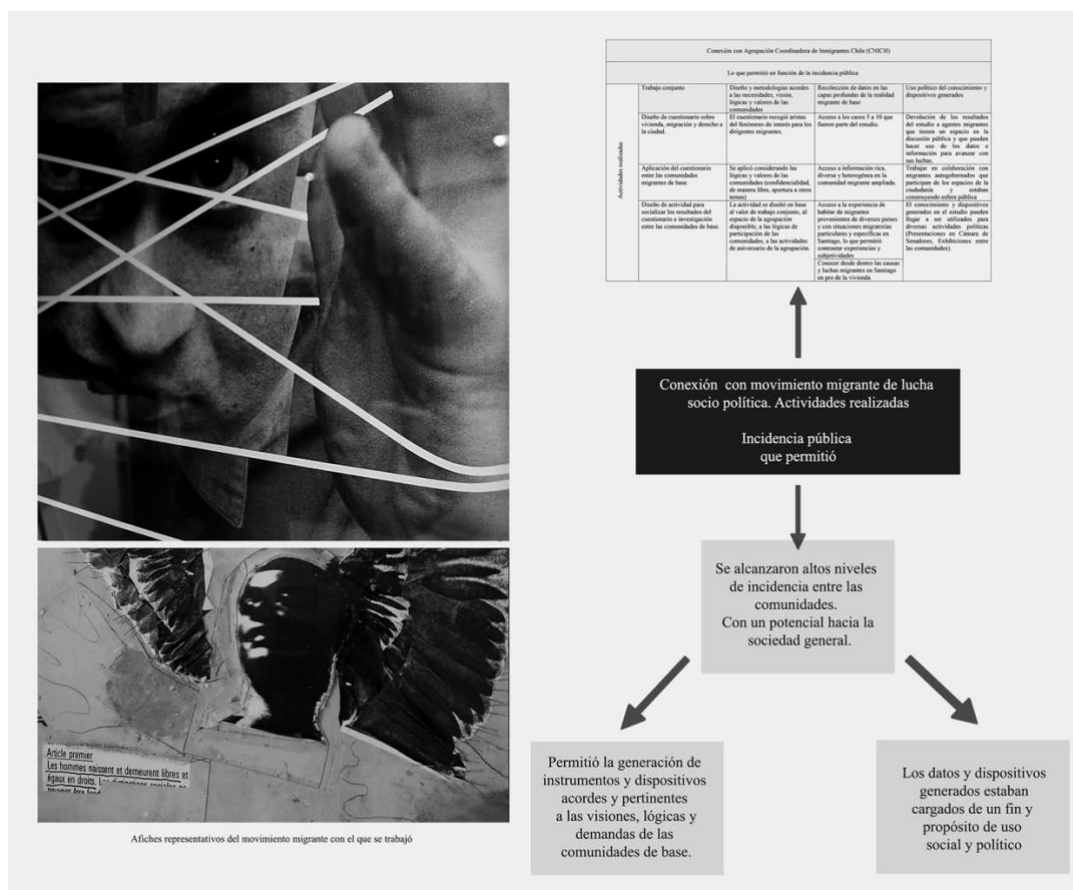 Conexión con Agrupación Coordinadora de Inmigrantes Chile (CNICH)
Lo que permitió en función de la incidencia pública
Actividades realizadas
Trabajo conjunto
Diseño y metodologías acordes
a las necesidades, visión,
lógicas y valores de las
comunidades
Recolección de datos en las
capas profundas de la realidad
migrante de base
Uso político del conocimiento y
dispositivos generados
Diseño de cuestionario sobre
vivienda, migración y derecho a
la ciudad.
El cuestionario recogió aristas
del fenómeno de interés para los
dirigentes migrantes.
Acceso a los casos 5 a 10 que
fueron parte del estudio.
Devolución de los resultados
del estudio a agentes migrantes
que tienen un espacio en la
discusión pública y que pueden
hacer uso de los datos e
información para avanzar con
sus luchas.
Aplicación del cuestionario
entre las comunidades
migrantes de base.
Se aplicó considerando las
lógicas y valores de las
comunidades (confidencialidad,
de manera libre, apertura a otros
temas)
Acceso a información rica,
diversa y heterogénea en la
comunidad migrante ampliada.
Trabajar en colaboración con
migrantes autogobernados que
participan de los espacios de la
ciudadanía y estaban
construyendo esfera pública
Diseño de actividad para
socializar los resultados del
cuestionario e investigación
entre las comunidades de base.
La actividad se diseñó en base
al valor de trabajo conjunto, al
espacio de la agrupación
disponible, a las lógicas de
participación de las
comunidades, a las actividades
de aniversario de la agrupación.
Acceso a la experiencia de
habitar de migrantes
provenientes de diversos países
y con situaciones migratorias
particulares y específicas en
Santiago, lo que permitió
contrastar experiencias y
subjetividades
Conocer desde dentro las causas
y luchas migrantes en Santiago
en pro de la vivienda
El conocimiento y dispositivos
generados en el estudio pueden
llegar a ser utilizados para
diversas actividades políticas
(Presentaciones en Cámara de
Senadores, Exhibiciones entre
las comunidades)
Conexión con movimiento migrante de lucha
socio política. Actividades realizadas
Incidencia pública
que permitió
Se alcanzaron altos niveles
de incidencia entre las
comunidades.
Con un potencial hacia la
sociedad general.
Permitió la generación de
instrumentos y dispositivos
acordes y pertinentes
a las visiones, lógicas y
demandas de las
comunidades de base.
Los datos y dispositivos
generados estaban
cargados de un fin y
propósito de uso
social y político
Article premier
Les hommes naissent et demeurent libres et
égaux en droits.
Afiches representativos del movimiento migrante con el que se trabajó